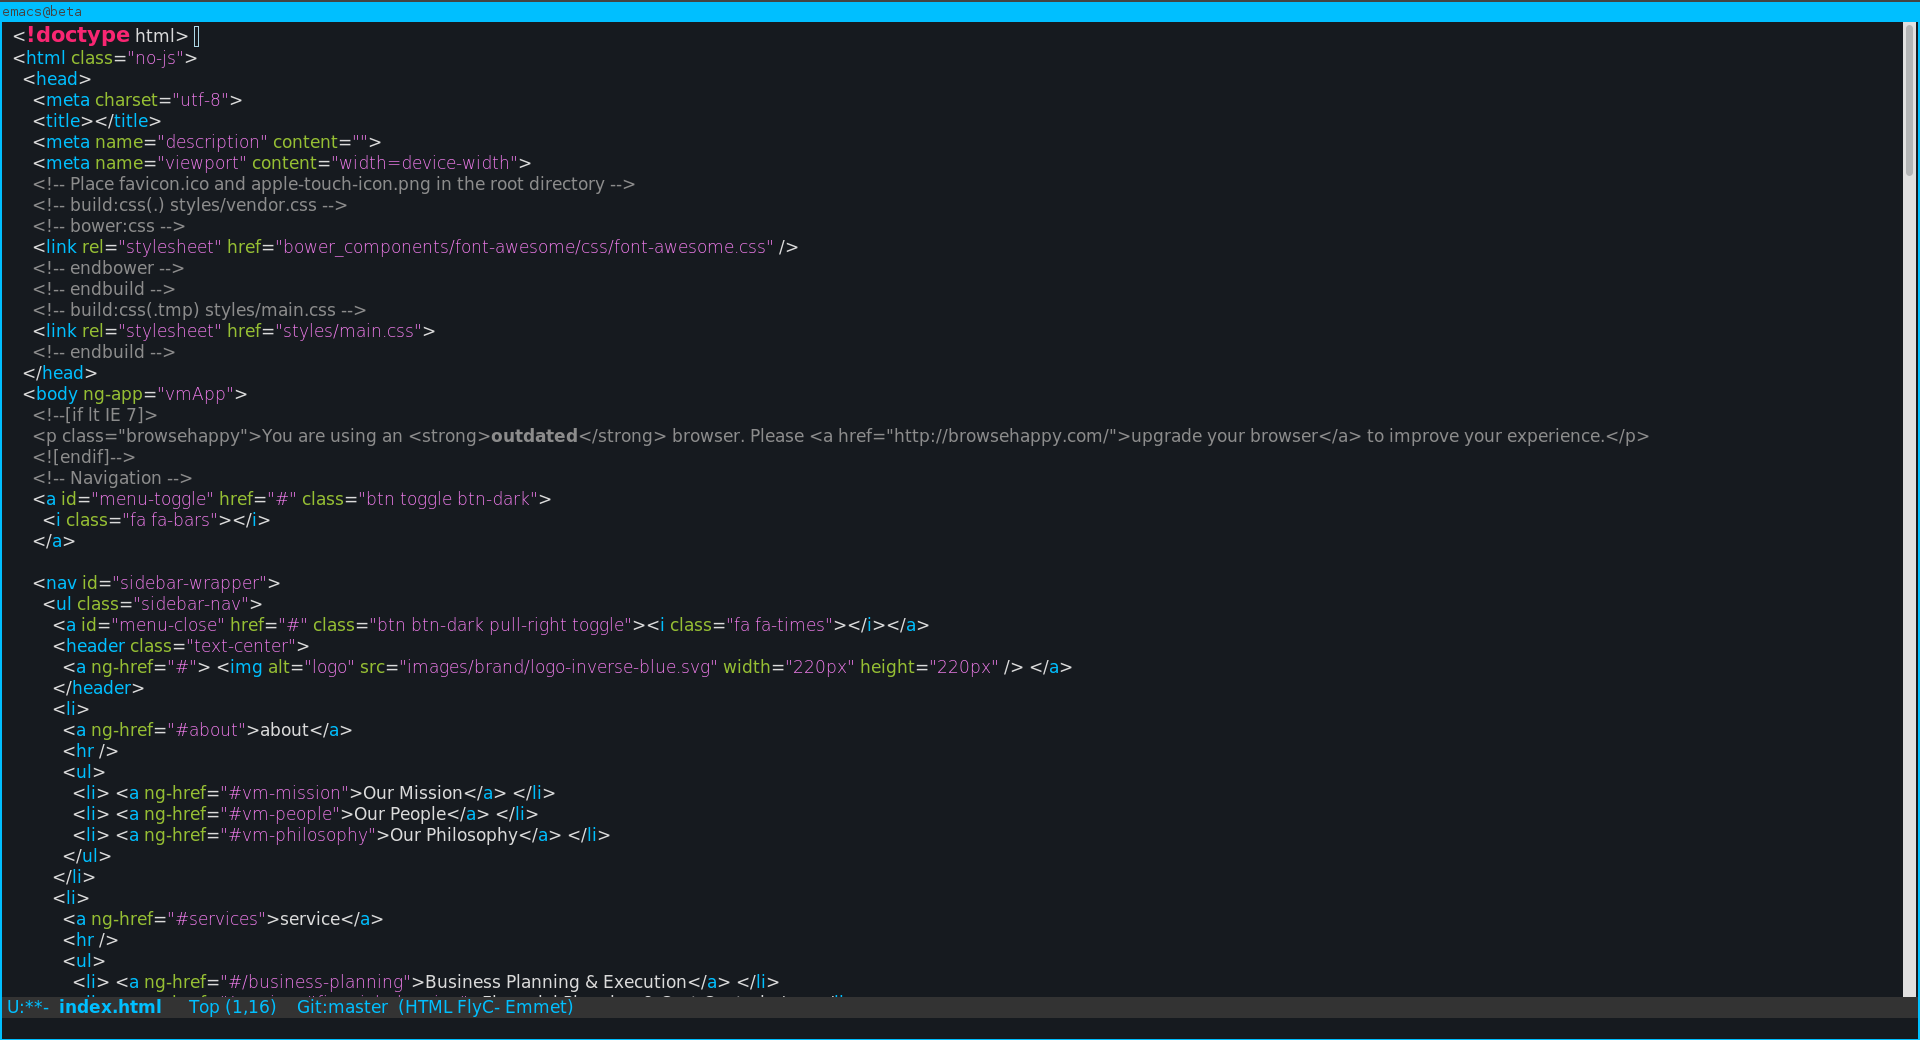 emacs@beta
<!doctype html>
<html class="no-js">
  <head>
    <meta charset="utf-8">
    <title></title>
    <meta name="description" content="">
    <meta name="viewport" content="width=device-width">
    <!-- Place favicon.ico and apple-touch-icon.png in the root directory -->
    <!-- build:css(.) styles/vendor.css -->
    <!-- bower:css -->
    <link rel="stylesheet" href="bower_components/font-awesome/css/font-awesome.css" />
    <!-- endbower -->
    <!-- endbuild -->
    <!-- build:css(.tmp) styles/main.css -->
    <link rel="stylesheet" href="styles/main.css">
    <!-- endbuild -->
  </head>
  <body ng-app="vmApp">
    <!--[if lt IE 7]>
    <p class="browsehappy">You are using an <strong>outdated</strong> browser. Please <a href="http://browsehappy.com/">upgrade your browser</a> to improve your experience.</p>
    <![endif]-->
    <!-- Navigation -->
    <a id="menu-toggle" href="#" class="btn toggle btn-dark">
      <i class="fa fa-bars"></i>
    </a>

    <nav id="sidebar-wrapper">
      <ul class="sidebar-nav">
        <a id="menu-close" href="#" class="btn btn-dark pull-right toggle"><i class="fa fa-times"></i></a>
        <header class="text-center">
          <a ng-href="#"> <img alt="logo" src="images/brand/logo-inverse-blue.svg" width="220px" height="220px" /> </a>
        </header>
        <li>
          <a ng-href="#about">about</a>
          <hr />
          <ul>
            <li> <a ng-href="#vm-mission">Our Mission</a> </li>
            <li> <a ng-href="#vm-people">Our People</a> </li>
            <li> <a ng-href="#vm-philosophy">Our Philosophy</a> </li>
          </ul>
        </li>
        <li>
          <a ng-href="#services">service</a>
          <hr />
          <ul>
            <li> <a ng-href="#/business-planning">Business Planning & Execution</a> </li>
U:**-  index.html     Top (1,16)    Git:master  (HTML FlyC- Emmet)